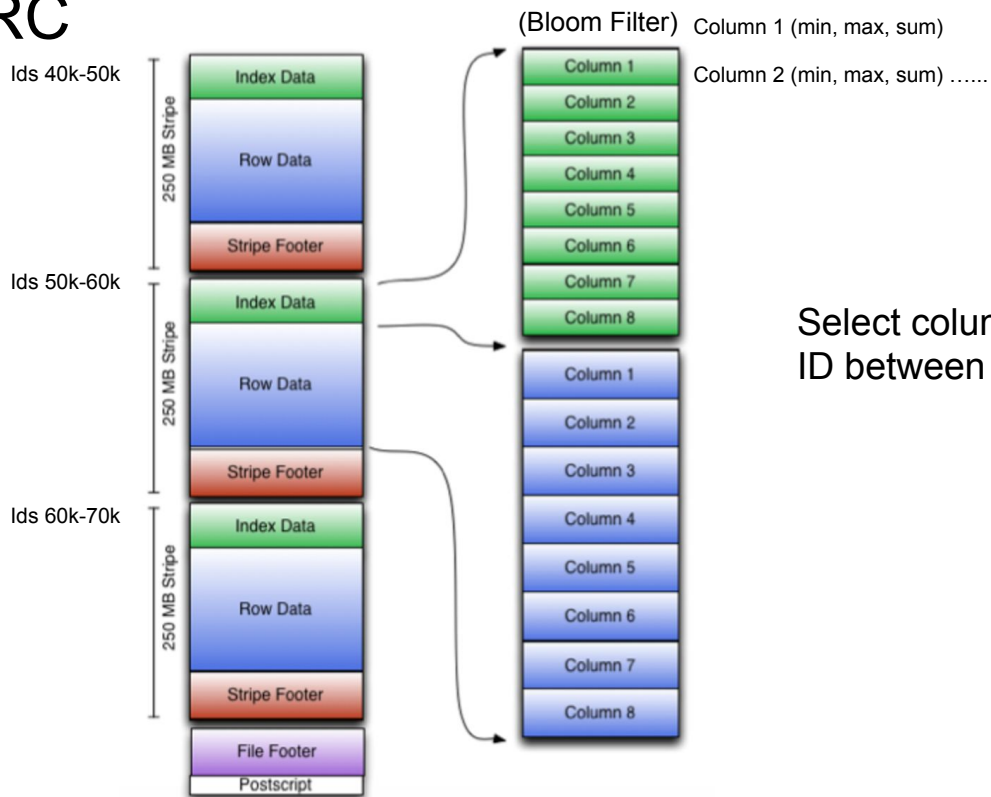 RC
(Bloom Filter)
Column 1 (min, max, sum)
Column 2 (min, max, sum) …...
Ids 40k-50k
250 MB Stripe
Index Data
Row Data
Stripe Footer
Ids 50k-60k
250 MB Stripe
Index Data
Row Data
Stripe Footer
Ids 60k-70k
250 MB Stripe
Index Data
Row Data
Stripe Footer
File Footer
Postscript
Column 1
Column 2
Column 3
Column 4
Column 5
Column 6
Column 7
Column 8
Column 1
Column 2
Column 3
Column 4
Column 5
Column 6
Column 7
Column 8
Select
ID between